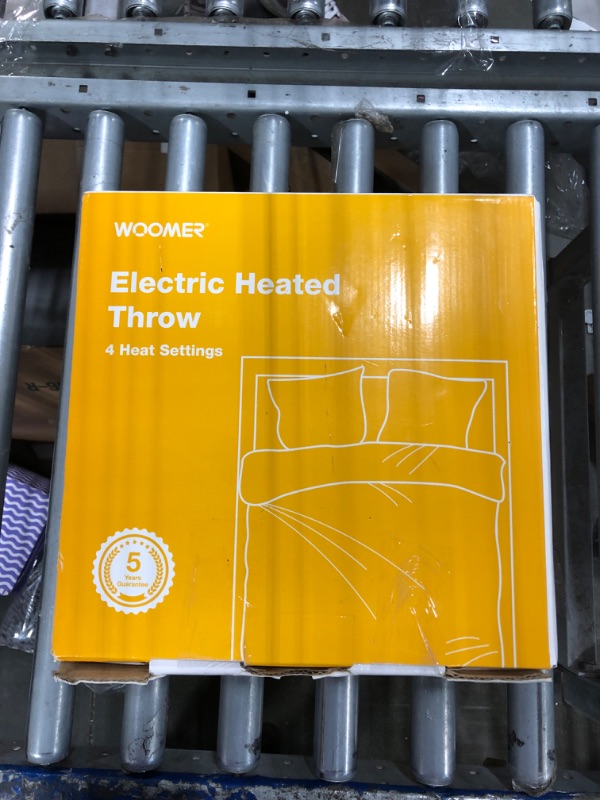 WOOMER
Electric Heated
Throw
4 Heat Settings
5
Years
Guarantee